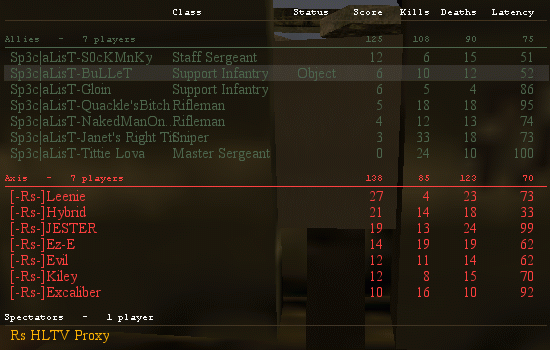 Class Status Score Kills Deaths Latency
Allies - 7 players 125 108 90 75
Sp3c|aLisT-S0cKMnKy Staff Sergeant 12 6 15 51
Sp3c|aLisT-BuLLeT Support Infantry Object 6 10 12 52
Sp3c|aLisT-Gloin Support Infantry 6 5 4 86
Sp3c|aLisT-Quackle'sBitch Rifleman 5 18 18 95
Sp3c|aLisT-NakedManOn. Rifleman 4 12 13 74
Sp3c|aLisT-Janet's Right Ti Sniper 3 33 18 73
Sp3c|aLisT-Tittie Lova Master Sergeant 0 24 10 100
Axis - 7 players 138 85 123 70
[-Rs-]Leenie 27 4 23 73
[-Rs-]Hybrid 21 14 18 33
[-Rs-]JESTER 19 13 24 99
[-Rs-]Ez-E 14 19 19 62
[-Rs-]Evil 12 11 14 62
[-Rs-]Kiley 12 8 15 70
[-Rs-]Excaliber 10 16 10 92
Spectators - 1 player
Rs HLTV Proxy